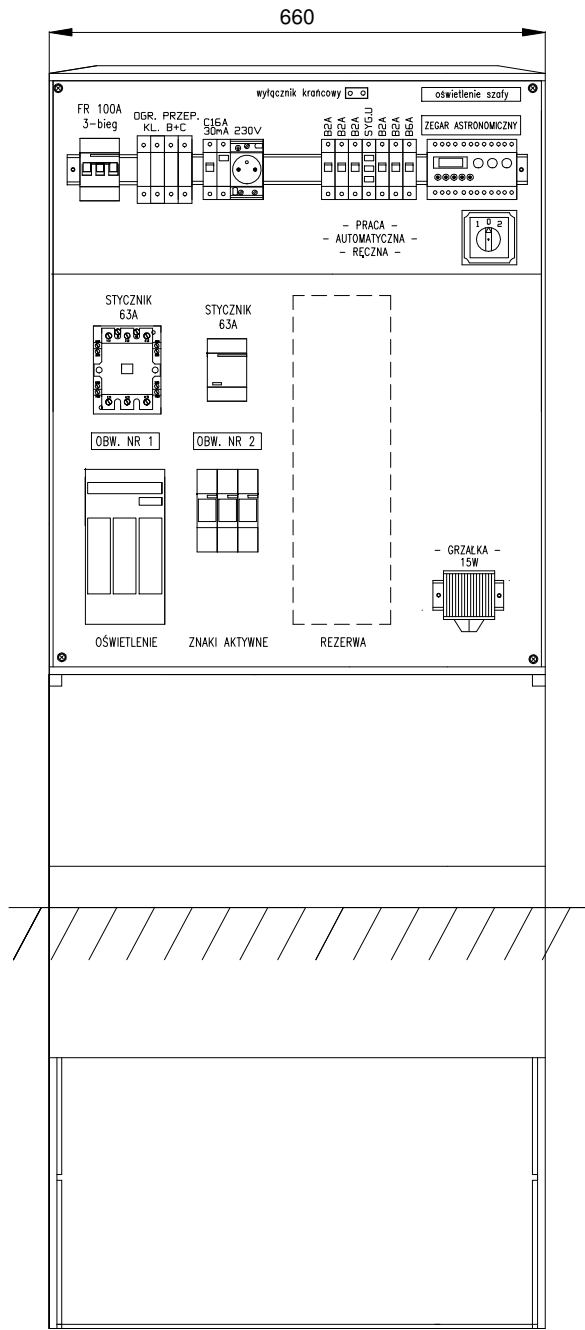 660
wyłącznik krańcowy
oświetlenie szafy
FR 100A
3-bieg
OGR. PRZEP.
KL. B+C
C16A
30mA 230V
B2A
B2A
B2A
SYG.U
B2A
B2A
B6A
ZEGAR ASTRONOMICZNY
1 0 2
- PRACA -
- AUTOMATYCZNA -
- RĘCZNA -
STYCZNIK
63A
STYCZNIK
63A
OBW. NR 1
OBW. NR 2
- GRZAŁKA -
15W
OŚWIETLENIE
ZNAKI AKTYWNE
REZERWA